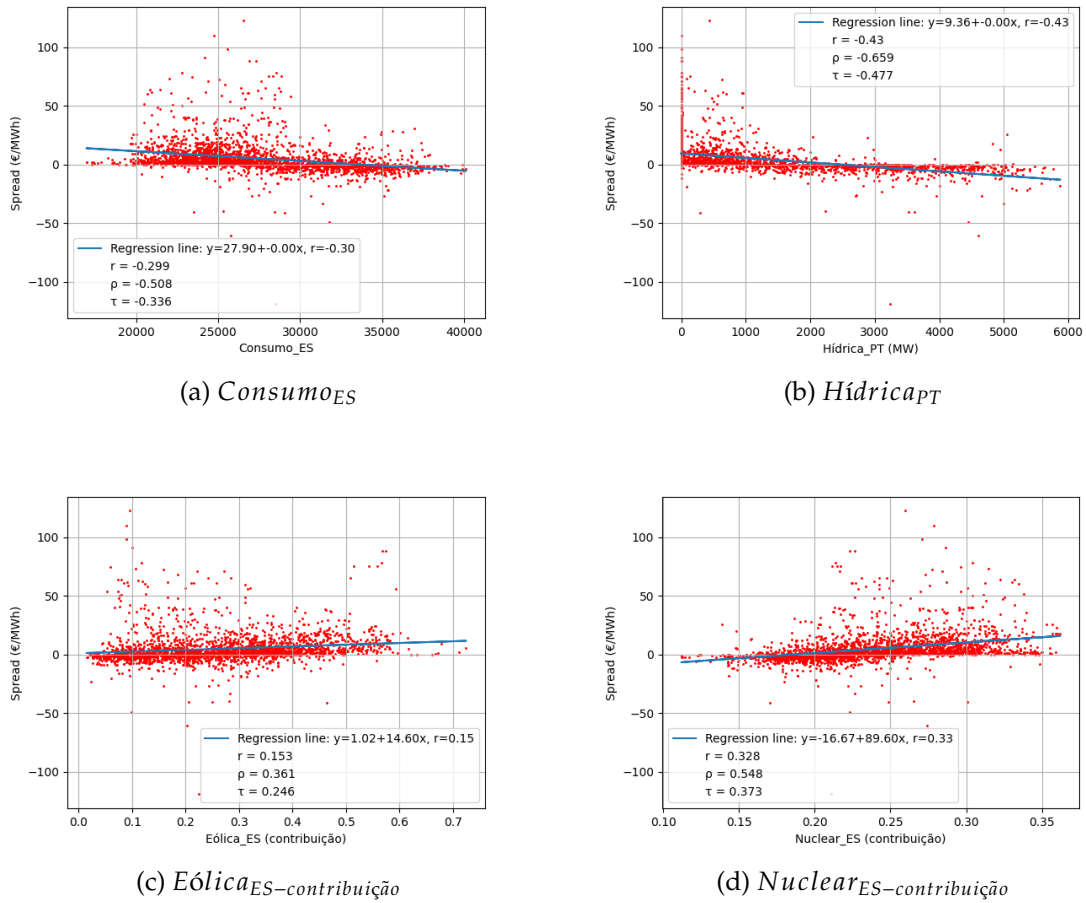 100
50
0
−50
−100
Spread (€/MWh)
Regression line: y=27.90+-0.00x, r=-0.30
r = -0.299
ρ = -0.508
τ = -0.336
20000 25000 30000 35000 40000
Consumo_ES
(a) Consumo_ES
100
50
0
−50
−100
Spread (€/MWh)
Regression line: y=9.36+-0.00x, r=-0.43
r = -0.43
ρ = -0.659
τ = -0.477
0 1000 2000 3000 4000 5000 6000
Hídrica_PT (MW)
(b) Hídrica_PT
100
50
0
−50
−100
Spread (€/MWh)
Regression line: y=1.02+14.60x, r=0.15
r = 0.153
ρ = 0.361
τ = 0.246
0.0 0.1 0.2 0.3 0.4 0.5 0.6 0.7
Eólica_ES (contribuição)
(c) Eólica_ES−contribuição
100
50
0
−50
−100
Spread (€/MWh)
Regression line: y=-16.67+89.60x, r=0.33
r = 0.328
ρ = 0.548
τ = 0.373
0.10 0.15 0.20 0.25 0.30 0.35
Nuclear_ES (contribuição)
(d) Nuclear_ES−contribuição